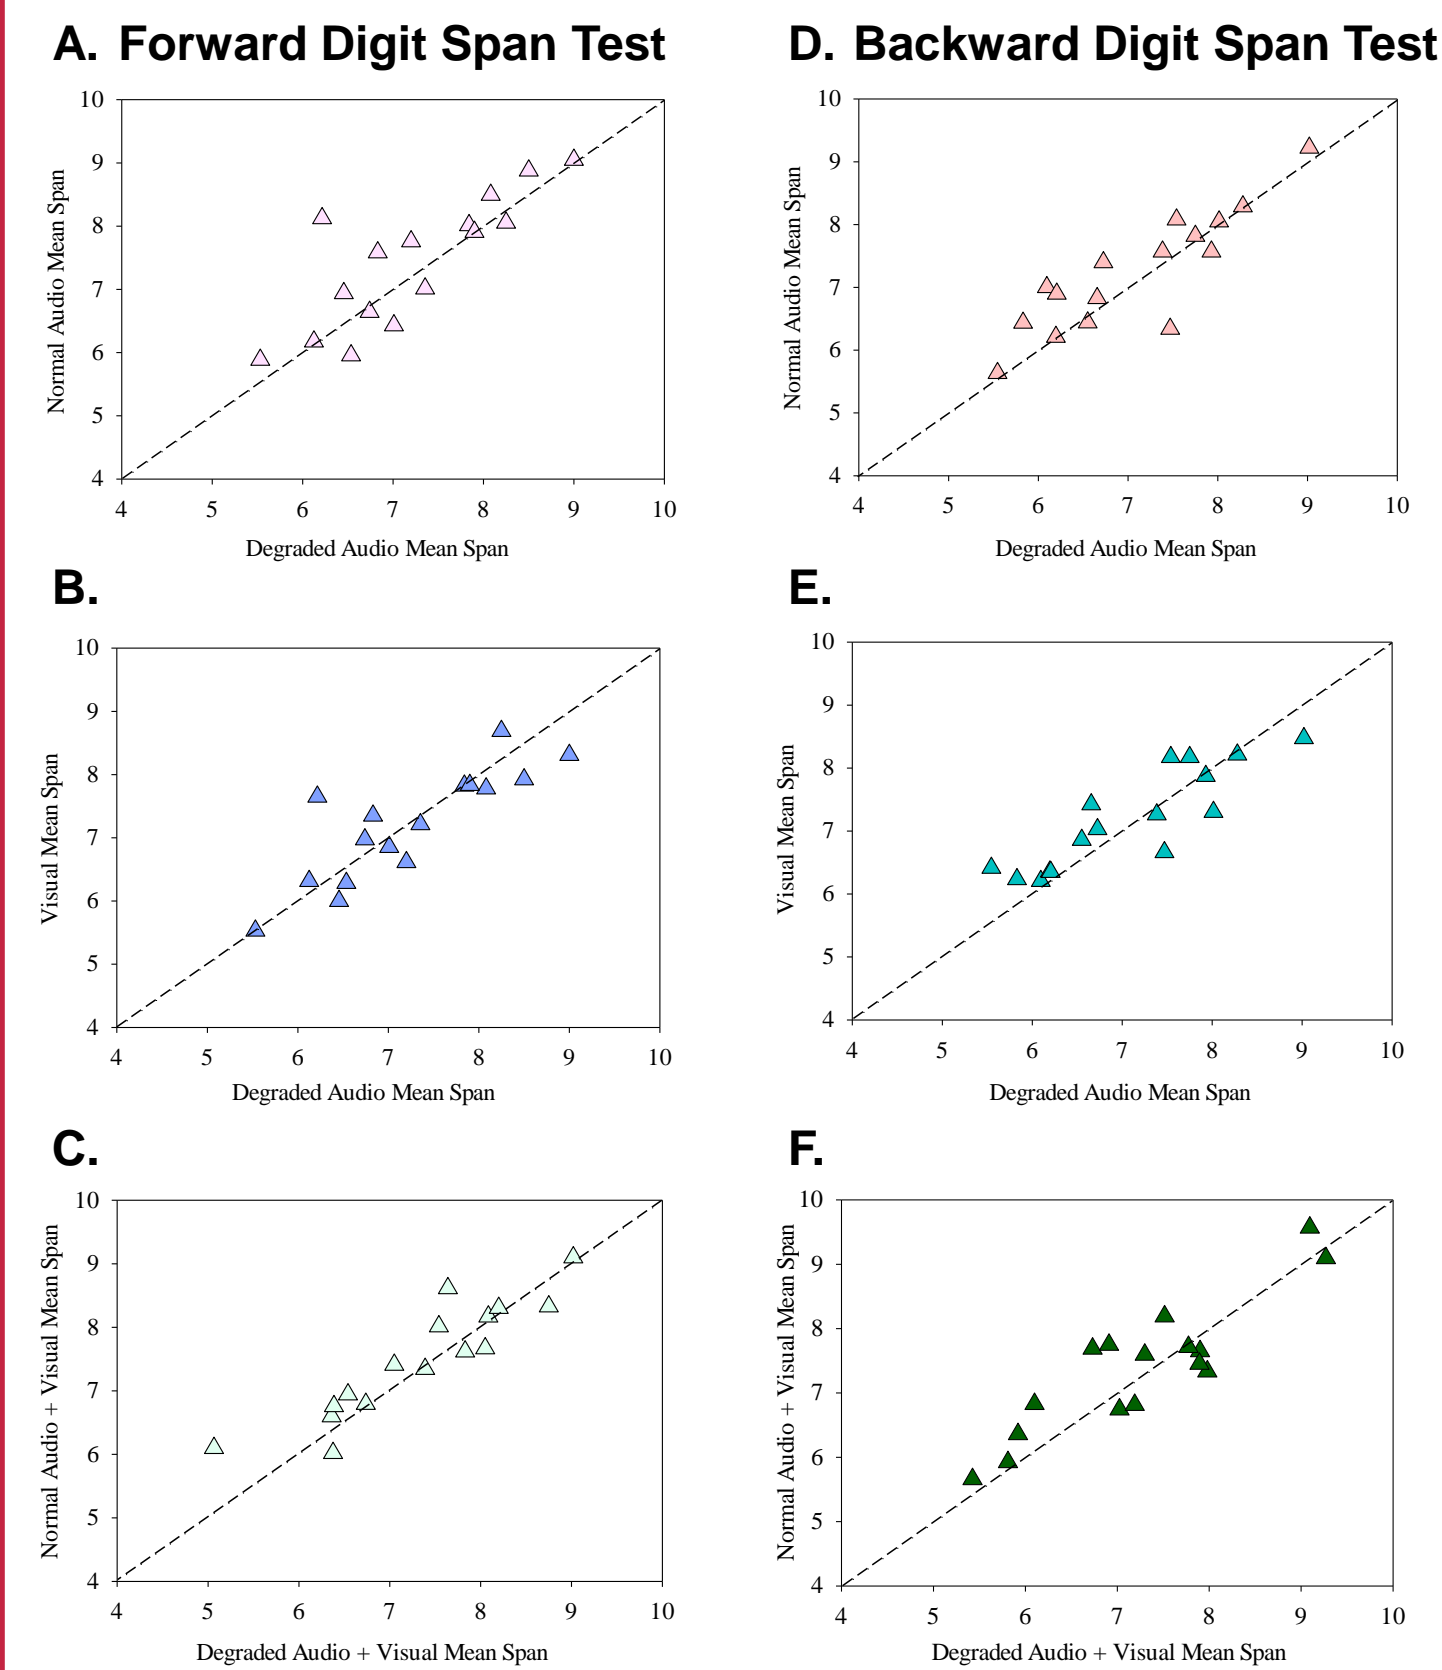 A. Forward Digit Span Test
10
9
8
7
6
5
4
Normal Audio Mean Span
4 5 6 7 8 9 10
Degraded Audio Mean Span
B.
10
9
8
7
6
5
4
Visual Mean Span
4 5 6 7 8 9 10
Degraded Audio Mean Span
C.
10
9
8
7
6
5
4
Normal Audio + Visual Mean Span
4 5 6 7 8 9 10
Degraded Audio + Visual Mean Span
D. Backward Digit Span Test
10
9
8
7
6
5
4
Normal Audio Mean Span
4 5 6 7 8 9 10
Degraded Audio Mean Span
E.
10
9
8
7
6
5
4
Visual Mean Span
4 5 6 7 8 9 10
Degraded Audio Mean Span
F.
10
9
8
7
6
5
4
Normal Audio + Visual Mean Span
4 5 6 7 8 9 10
Degraded Audio + Visual Mean Span